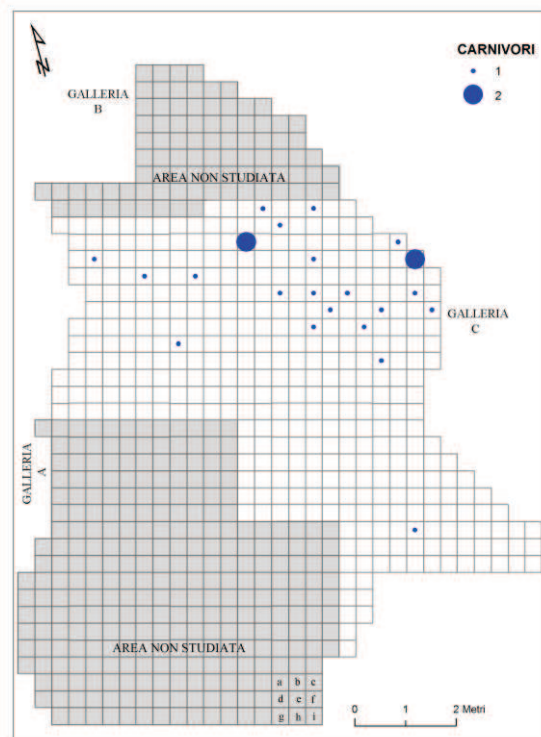 N
CARNIVORI
1
2
GALLERIA
B
AREA NON STUDIATA
GALLERIA
C
GALLERIA
A
AREA NON STUDIATA
a b c
d e f
g h i
0 1 2 Metri